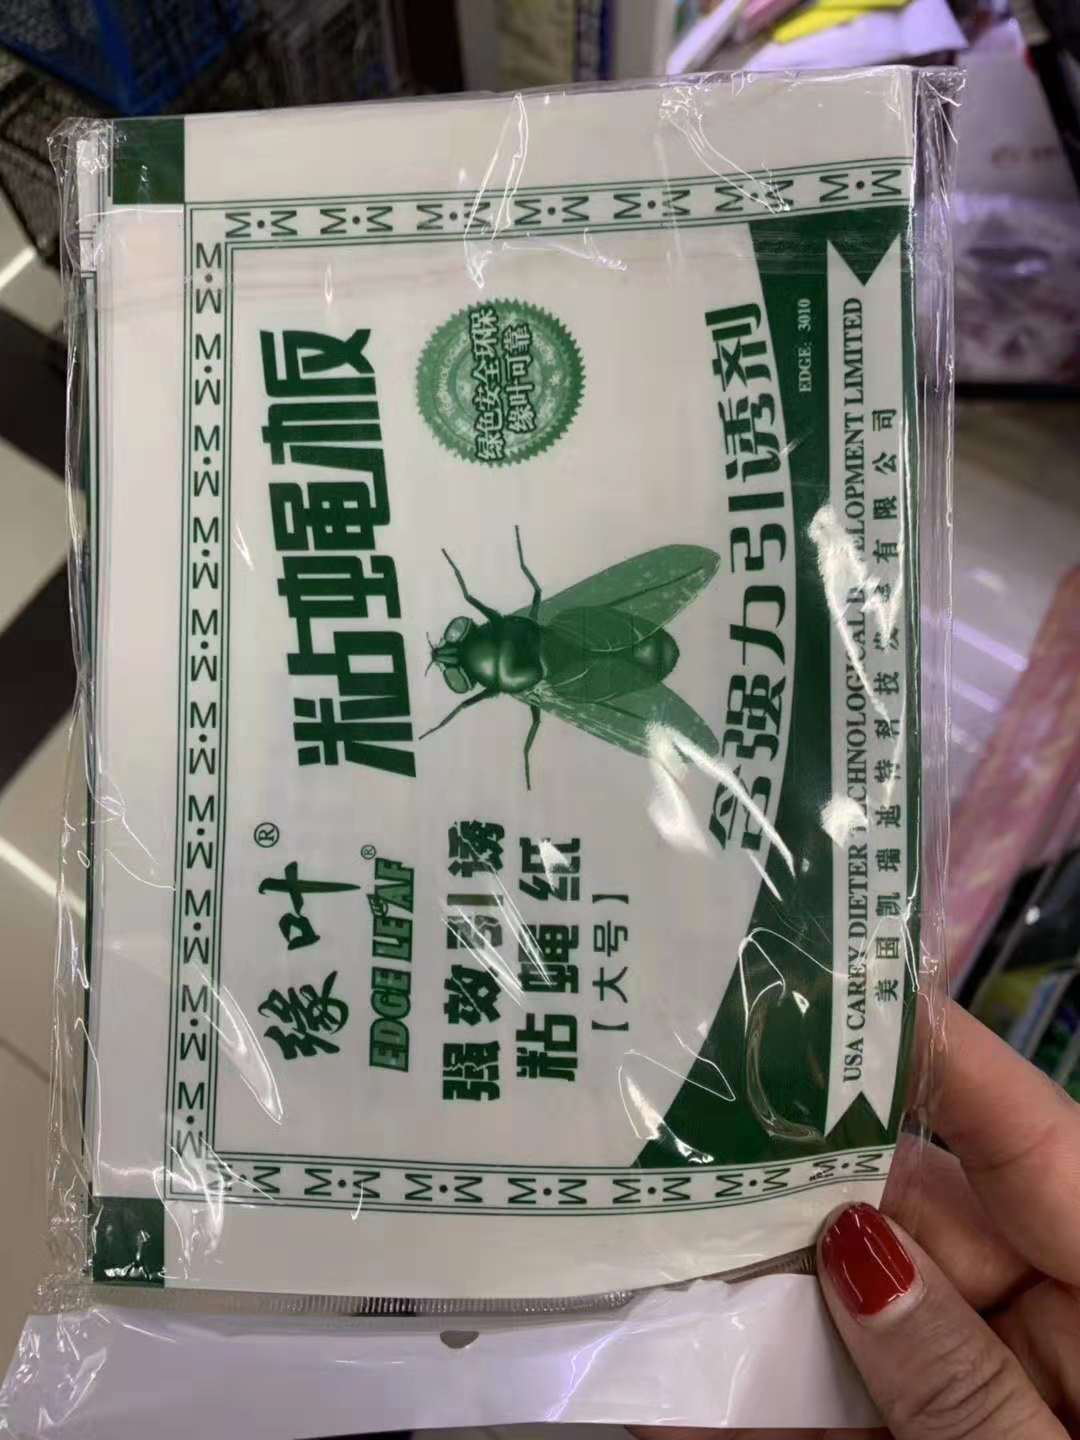 缘叶®
EDGE LEAF®
粘蝇板
强效引诱
粘蝇纸
【大号】
绿色安全环保
缘叶可靠
含强力引诱剂
EDGE: 3010
USA CAREY DIETER TECHNOLOGICAL DEVELOPMENT LIMITED
美国凯瑞迪特科技发展有限公司